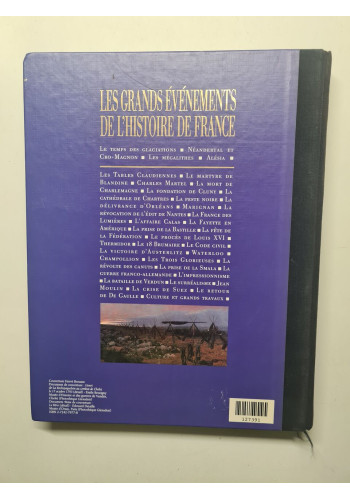 LES GRANDS ÉVÉNEMENTS
DE L'HISTOIRE DE FRANCE
LE TEMPS DES GLACIATIONS ■ NÉANDERTAL ET
CRO-MAGNON ■ LES MÉGALITHES ■ ALÉSIA ■
LES TABLES CLAUDIENNES ■ LE MARTYRE DE
BLANDINE ■ CHARLES MARTEL ■ LA MORT DE
CHARLEMAGNE ■ LA FONDATION DE CLUNY ■ LA
CATHÉDRALE DE CHARTRES ■ LA PESTE NOIRE ■ LA
DÉLIVRANCE D'ORLÉANS ■ MARIGNAN ■ LA
RÉVOCATION DE L'ÉDIT DE NANTES ■ LA FRANCE DES
LUMIÈRES ■ L'AFFAIRE CALAS ■ LA FAYETTE EN
AMÉRIQUE ■ LA PRISE DE LA BASTILLE ■ LA FÊTE DE
LA FÉDÉRATION ■ LE PROCÈS DE LOUIS XVI ■
THERMIDOR ■ LE 18 BRUMAIRE ■ LE CODE CIVIL ■
LA VICTOIRE D'AUSTERLITZ ■ WATERLOO ■
CHAMPOLLION ■ LES TROIS GLORIEUSES ■ LA
RÉVOLTE DES CANUTS ■ LA PRISE DE LA SMALA ■ LA
GUERRE FRANCO-ALLEMANDE ■ L'IMPRESSIONNISME
■ LA BATAILLE DE VERDUN ■ LE SURRÉALISME ■ JEAN
MOULIN ■ LA CRISE DE SUEZ ■ LE RETOUR
DE DE GAULLE ■ CULTURE ET GRANDS TRAVAUX ■
127391